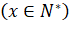 (x ∈ N*)